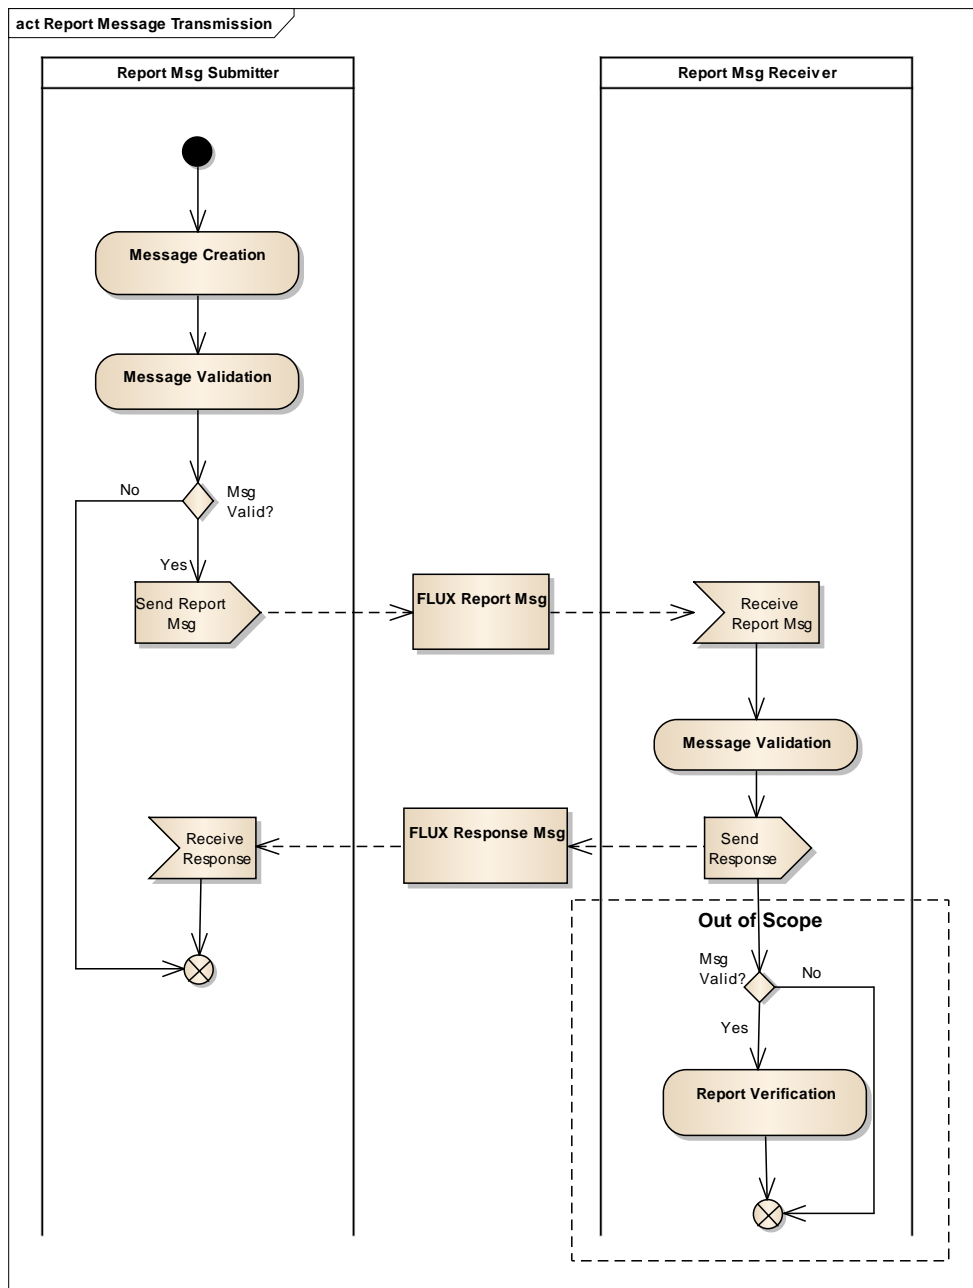 act Report Message Transmission
Report Msg Submitter
Report Msg Receiver
Message Creation
Message Validation
No
Msg
Valid?
Yes
Send Report
Msg
FLUX Report Msg
Receive
Report Msg
Message Validation
Receive
Response
FLUX Response Msg
Send
Response
Out of Scope
Msg
Valid?
No
Yes
Report Verification